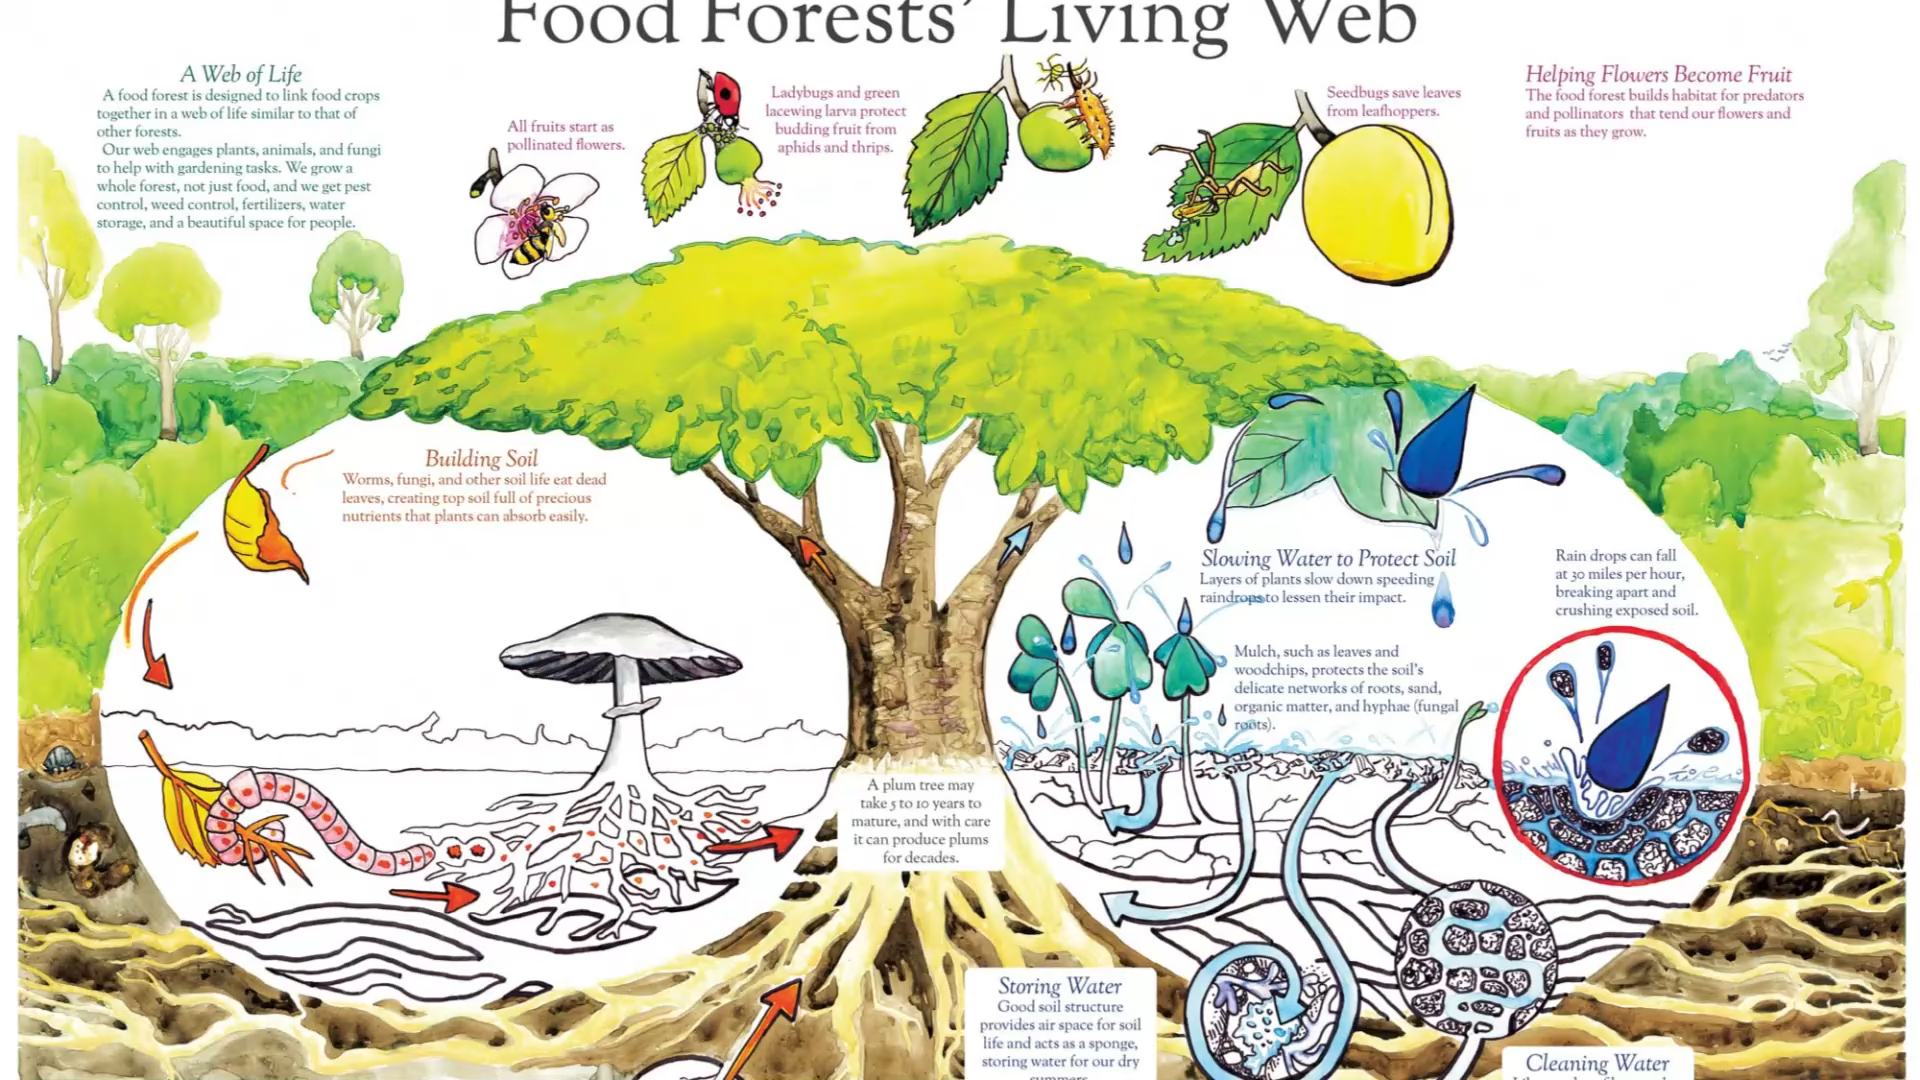 Food Forests' Living Web
A Web of Life
A food forest is designed to link food crops
together in a web of life similar to that of
other forests.
Our web engages plants, animals, and fungi
to help with gardening tasks. We grow a
whole forest, not just food, and we get pest
control, weed control, fertilizers, water
storage, and a beautiful space for people.
All fruits start as
pollinated flowers.
Ladybugs and green
lacewing larva protect
budding fruit from
aphids and thrips.
Seedbugs save leaves
from leafhoppers.
Helping Flowers Become Fruit
The food forest builds habitat for predators
and pollinators that tend our flowers and
fruits as they grow.
Building Soil
Worms, fungi, and other soil life eat dead
leaves, creating top soil full of precious
nutrients that plants can absorb easily.
Slowing Water to Protect Soil
Layers of plants slow down speeding
raindrops to lessen their impact.
Rain drops can fall
at 30 miles per hour,
breaking apart and
crushing exposed soil.
Mulch, such as leaves and
woodchips, protects the soil's
delicate networks of roots, sand,
organic matter, and hyphae (fungal
roots).
A plum tree may
take 5 to 10 years to
mature, and with care
it can produce plums
for decades.
Storing Water
Good soil structure
provides air space for soil
life and acts as a sponge,
storing water for our dry
summers.
Cleaning Water